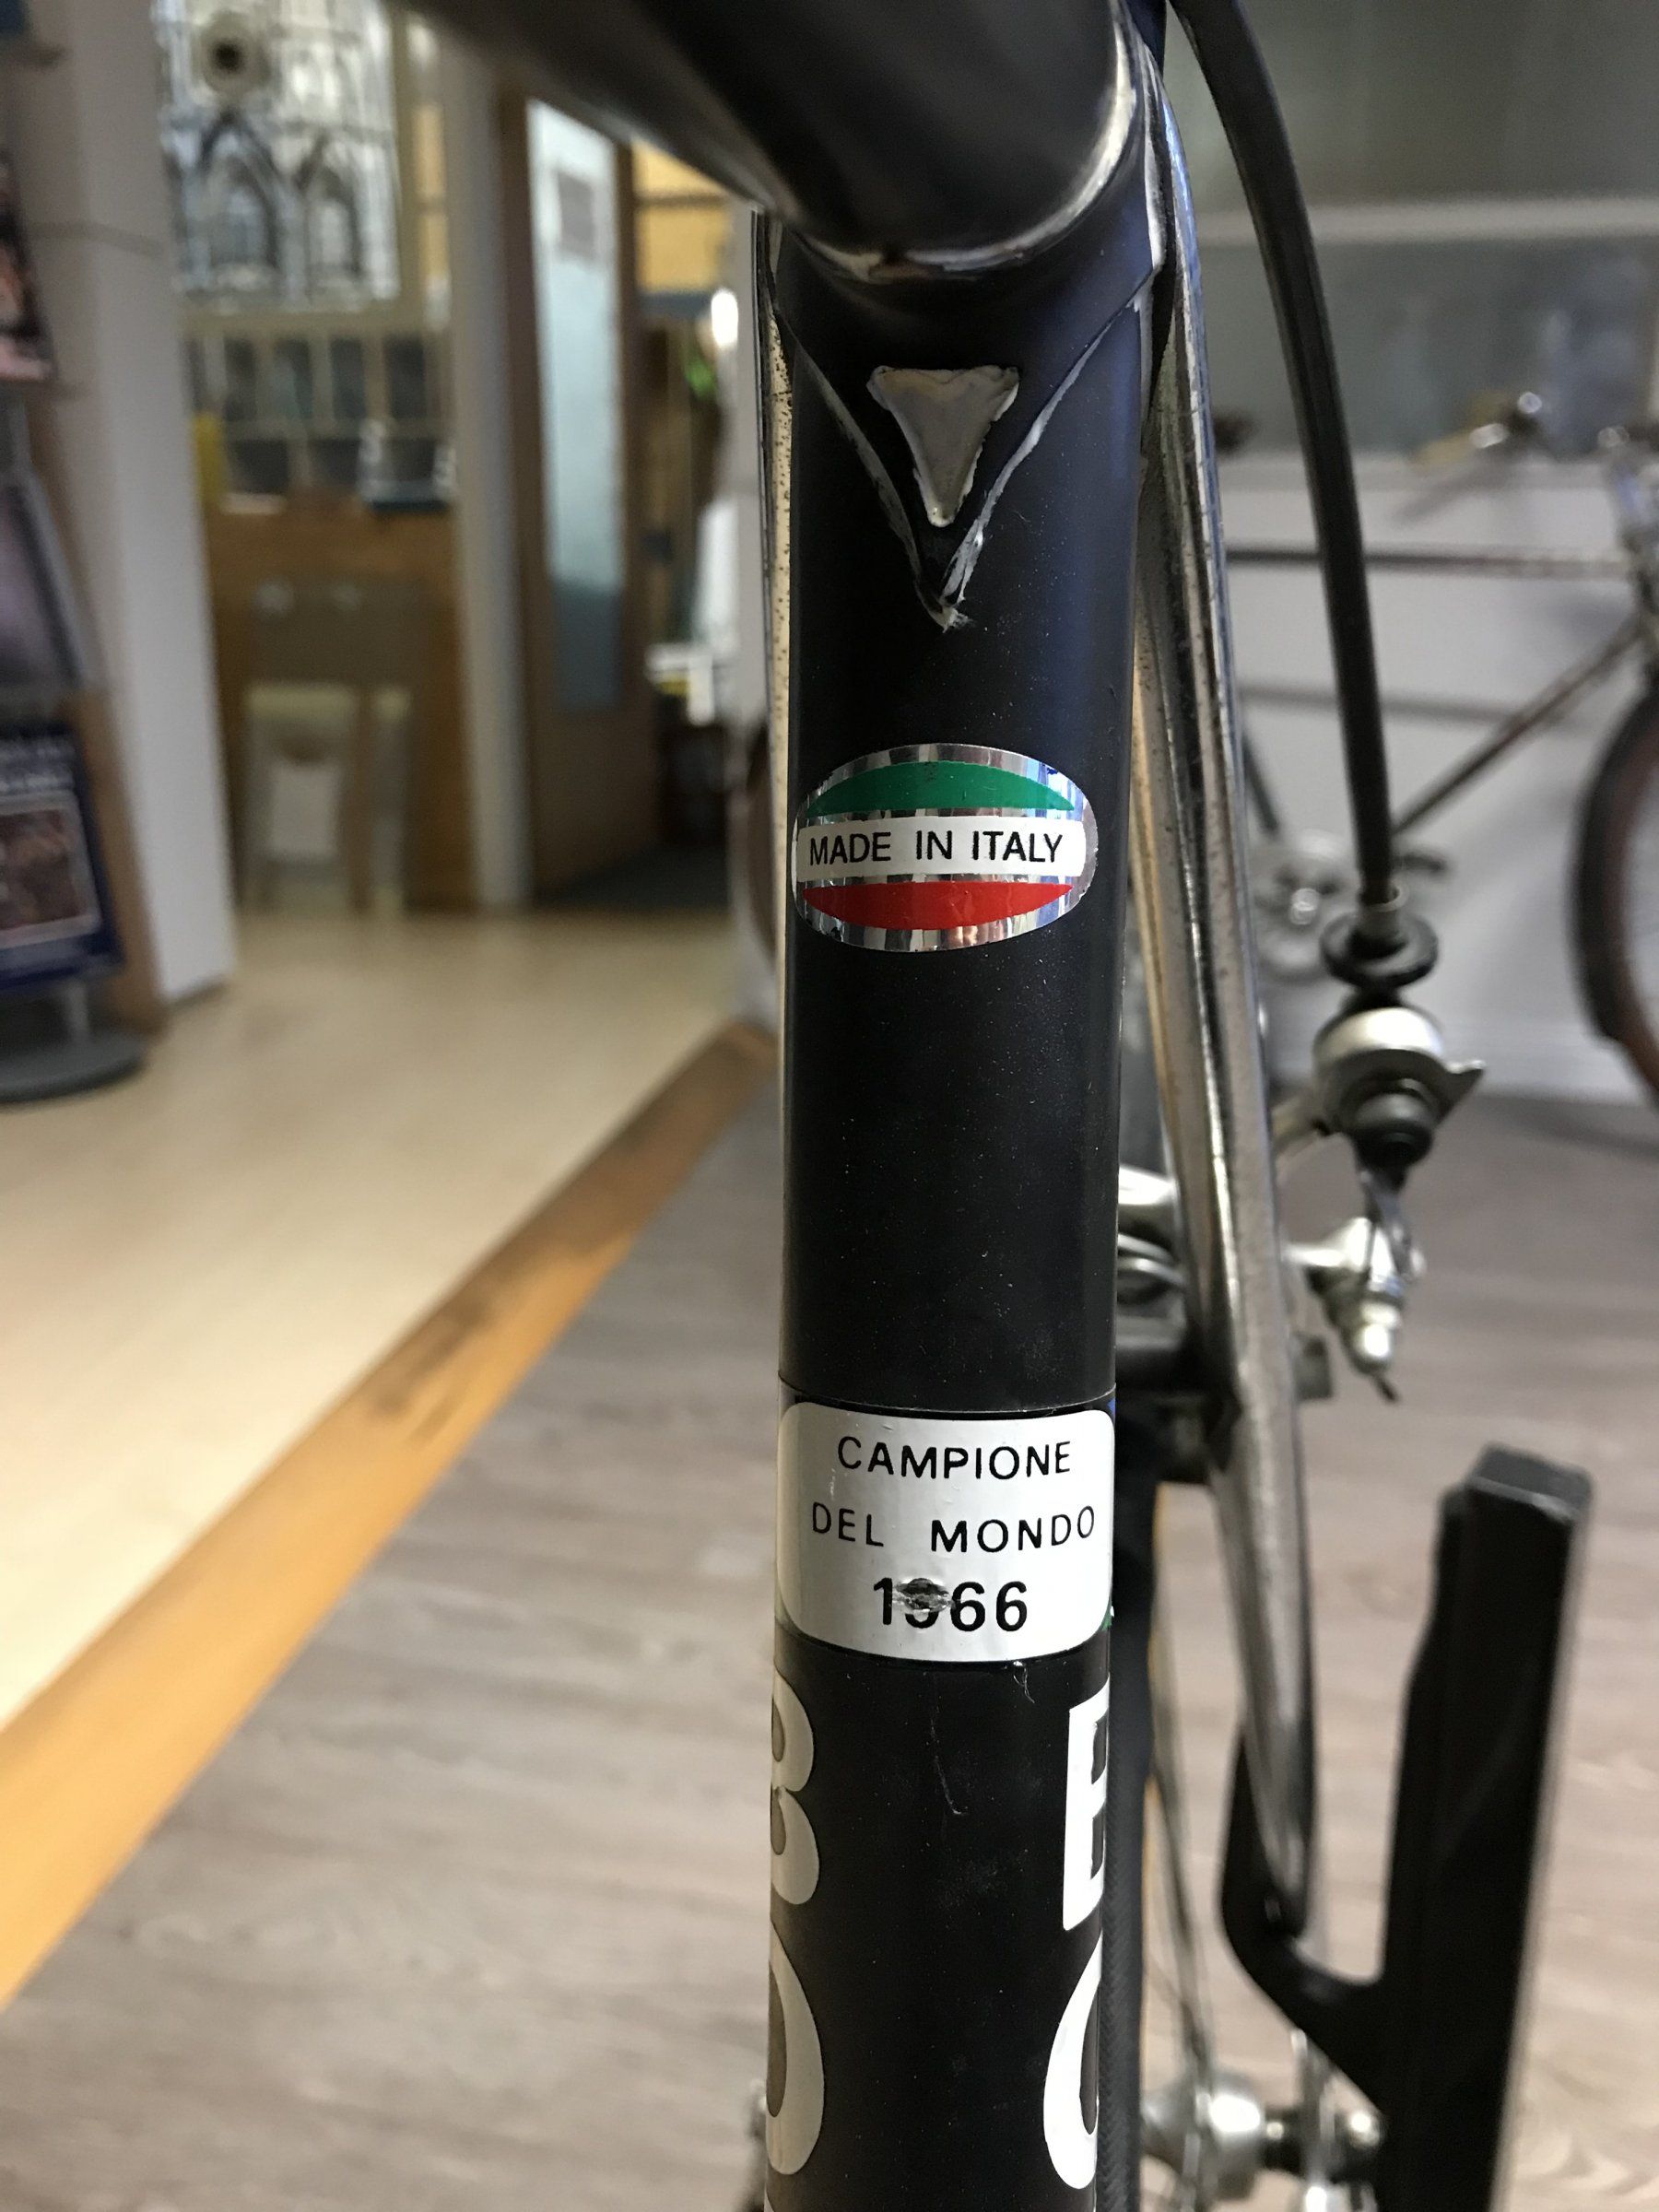 MADE IN ITALY
CAMPIONE
DEL MONDO
1966